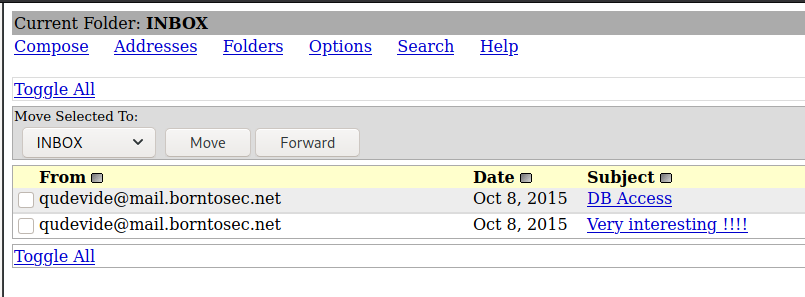 Current Folder: INBOX
Compose Addresses Folders Options Search Help
Toggle All
Move Selected To:
INBOX Move Forward
From Date Subject
qudevide@mail.borntosec.net Oct 8, 2015 DB Access
qudevide@mail.borntosec.net Oct 8, 2015 Very interesting !!!!
Toggle All